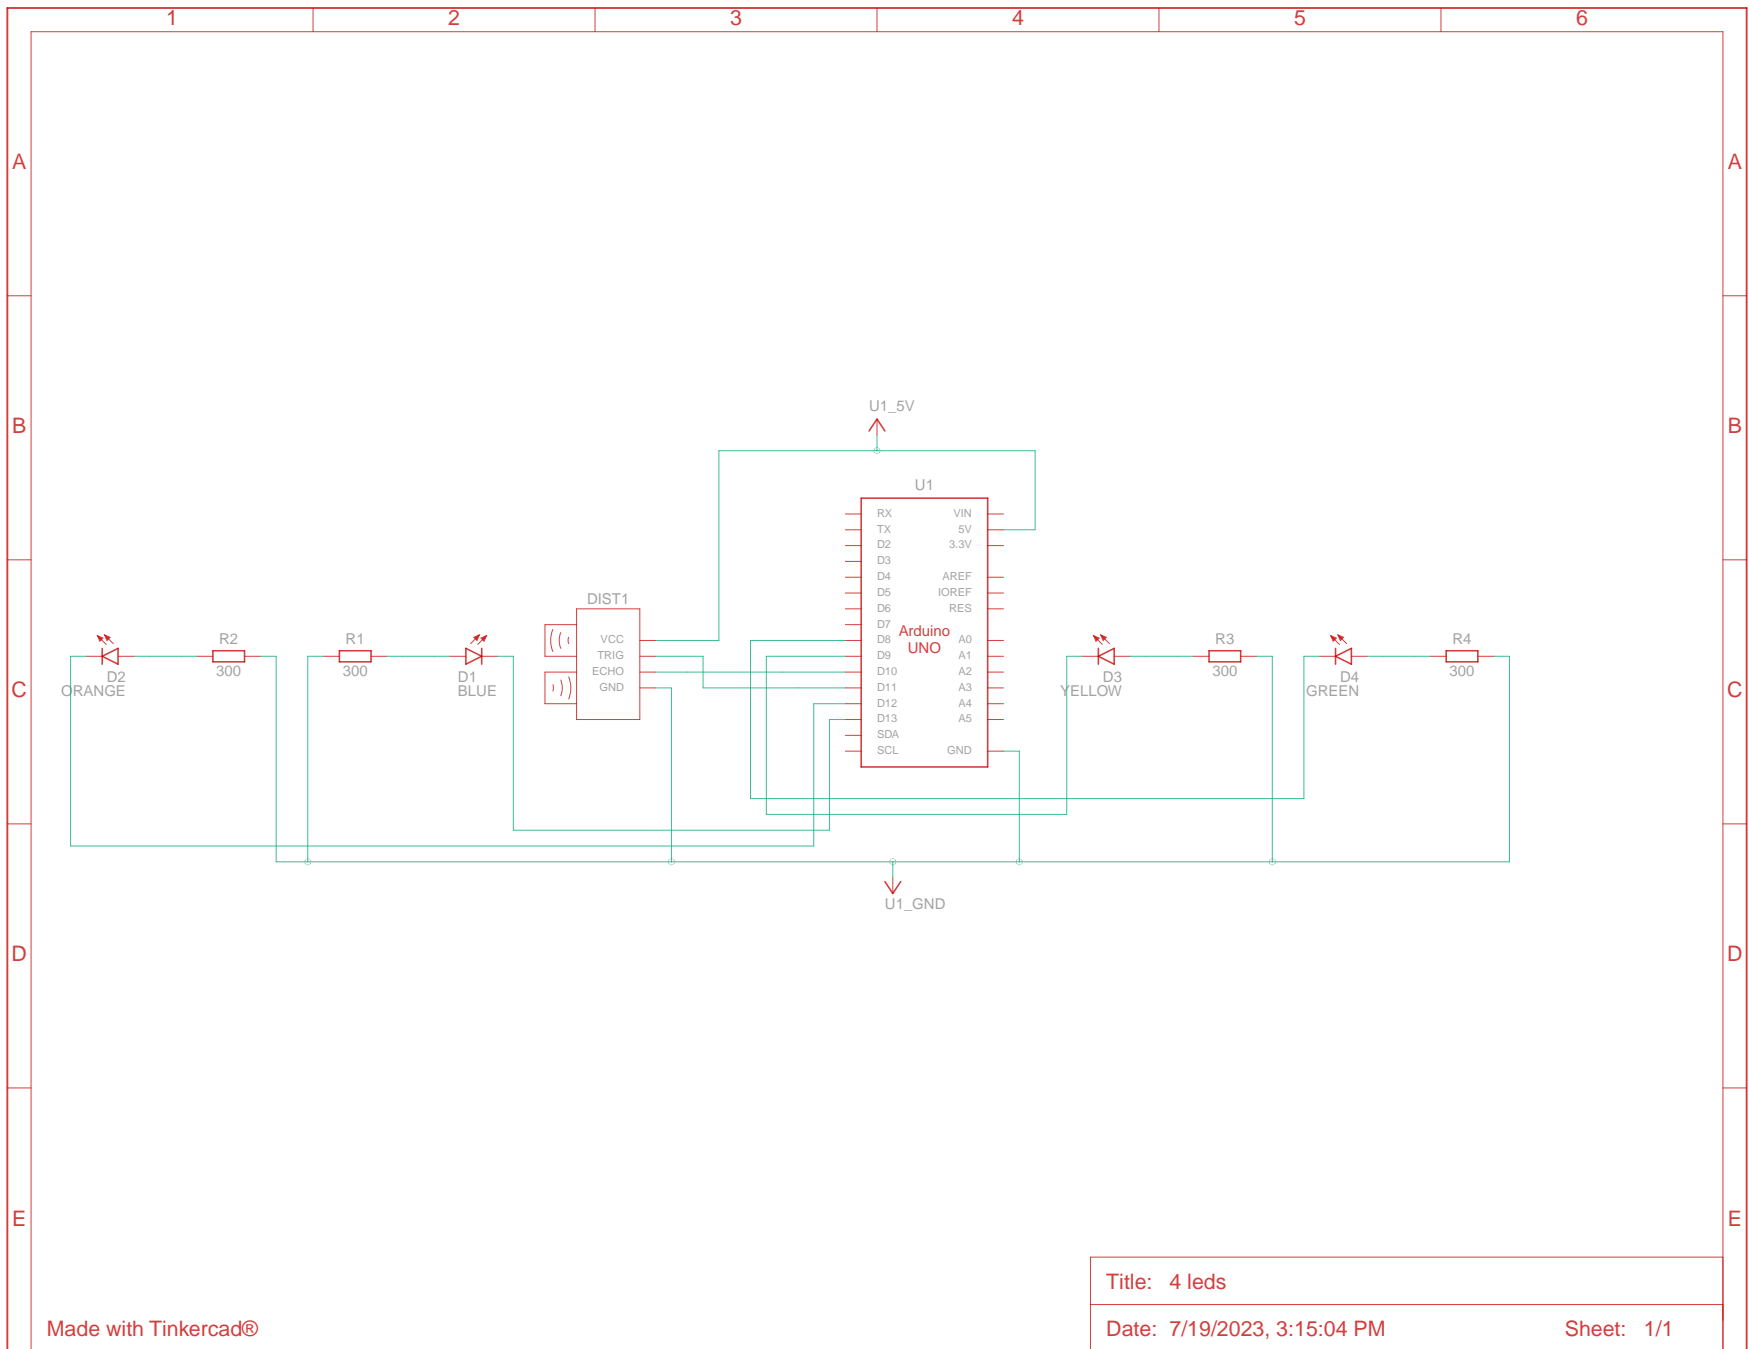 1 2 3 4 5 6
A A
B B
U1_5V
U1
RX VIN
TX 5V
D2 3.3V
D3
D4 AREF
D5 IOREF
D6 RES
D7
D8 A0
D9 A1
D10 A2
D11 A3
D12 A4
D13 A5
SDA
SCL GND
Arduino
UNO
DIST1
VCC
TRIG
ECHO
GND
C C
R2
300
D2
ORANGE
R1
300
D1
BLUE
R3
300
D3
YELLOW
R4
300
D4
GREEN
U1_GND
D D
E E
Title: 4 leds
Made with Tinkercad®
Date: 7/19/2023, 3:15:04 PM Sheet: 1/1